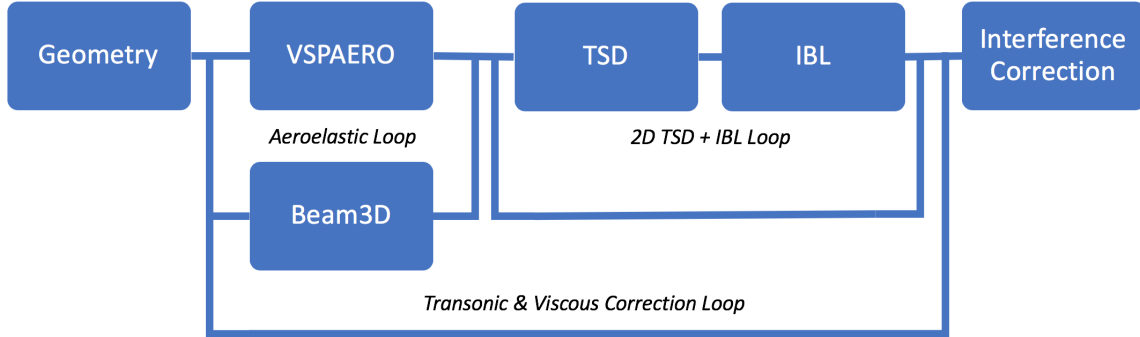 Geometry
VSPAERO
TSD
IBL
Interference
Correction
Aeroelastic Loop
2D TSD + IBL Loop
Beam3D
Transonic & Viscous Correction Loop